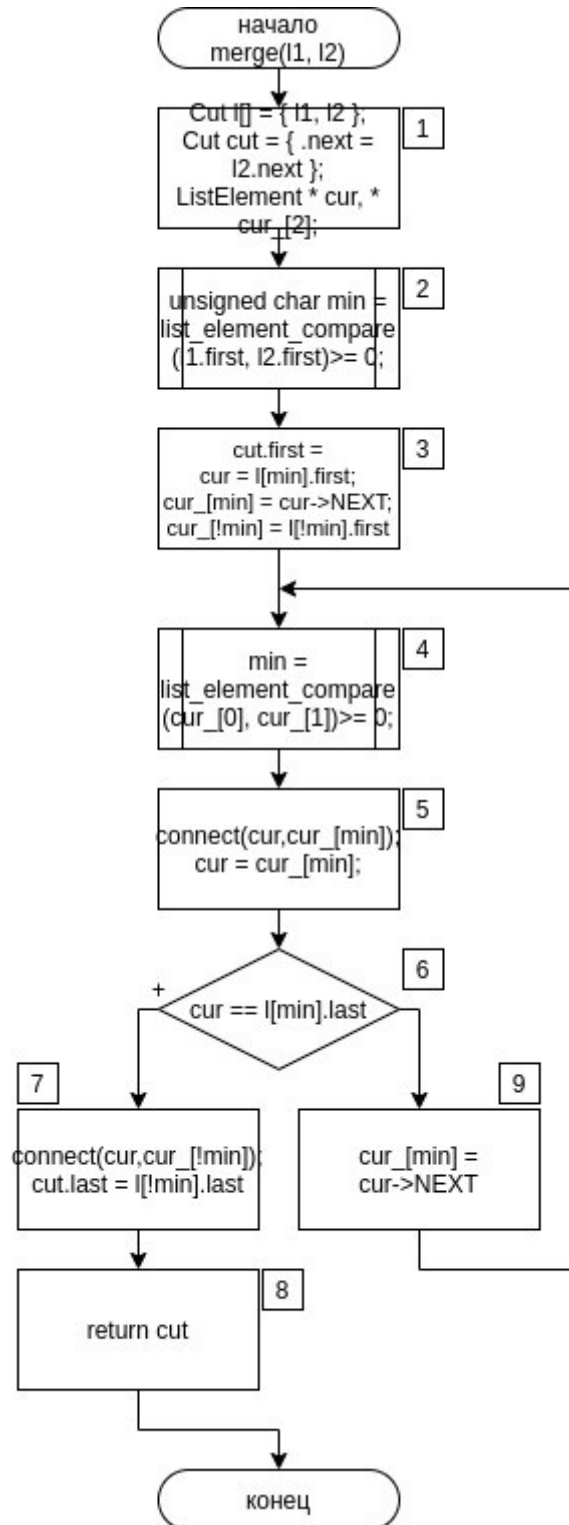 начало
merge(l1, l2)
Cut l[] = { l1, l2 };
Cut cut = { .next =
l2.next };
ListElement * cur, *
cur_[2];
1
unsigned char min =
list_element_compare
(l1.first, l2.first)>= 0;
2
cut.first =
cur = l[min].first;
cur_[min] = cur->NEXT;
cur_[!min] = l[!min].first
3
min =
list_element_compare
(cur_[0], cur_[1])>= 0;
4
connect(cur,cur_[min]);
cur = cur_[min];
5
6
+
cur == l[min].last
7
connect(cur,cur_[!min]);
cut.last = l[!min].last
9
cur_[min] =
cur->NEXT
8
return cut
конец